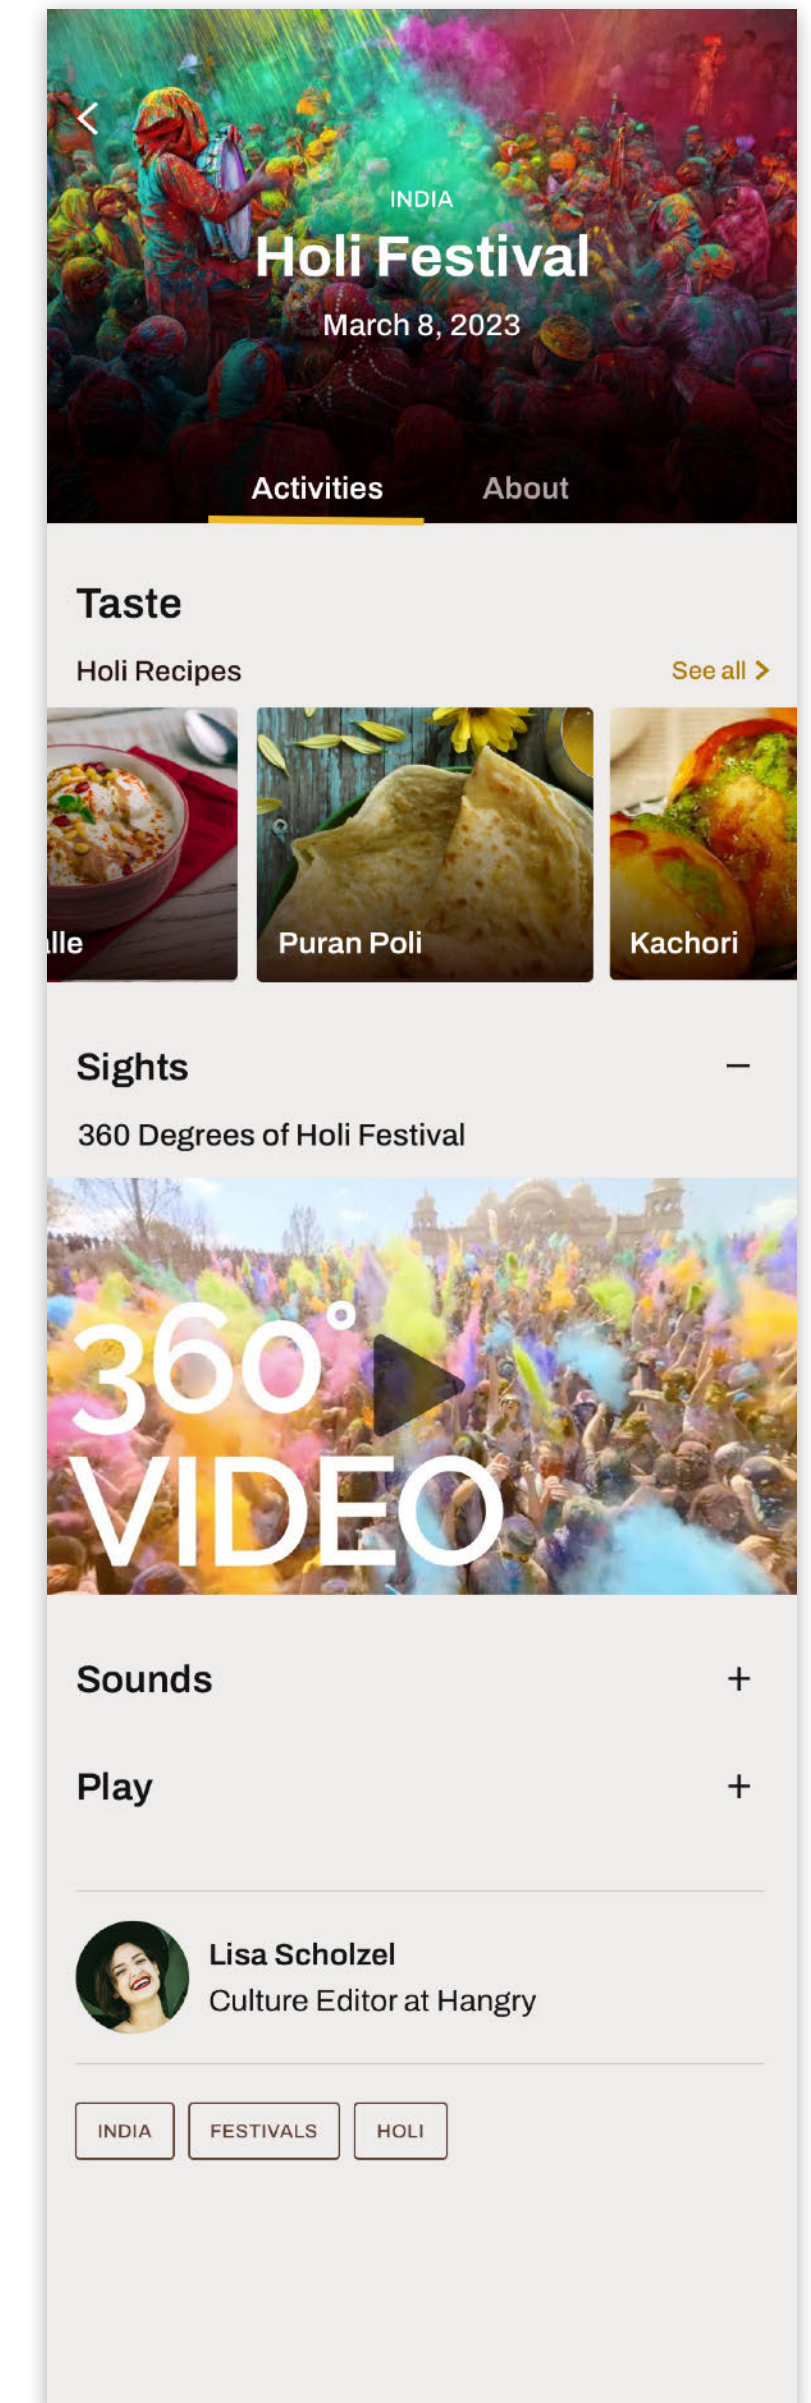 INDIA
Holi Festival
March 8, 2023
Activities About
Taste
Holi Recipes See all
Puran Poli
Kachori
Sights
360 Degrees of Holi Festival
360°
VIDEO
Sounds
Play
Lisa Scholzel
Culture Editor at Hangry
INDIA FESTIVALS HOLI